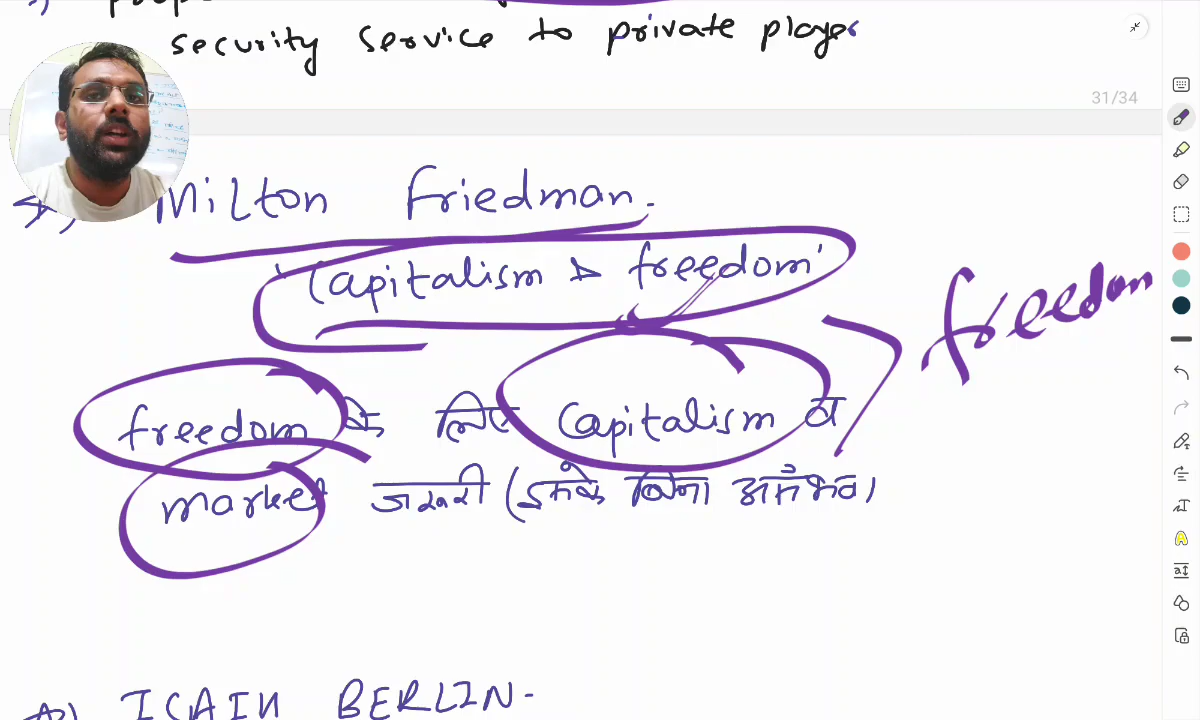 security service to private player
31/34
Milton Friedman.
'Capitalism & freedom'
freedom
freedom के लिए Capitalism व
market जरूरी (इसके बिना असंभव)
ISAIH BERLIN-